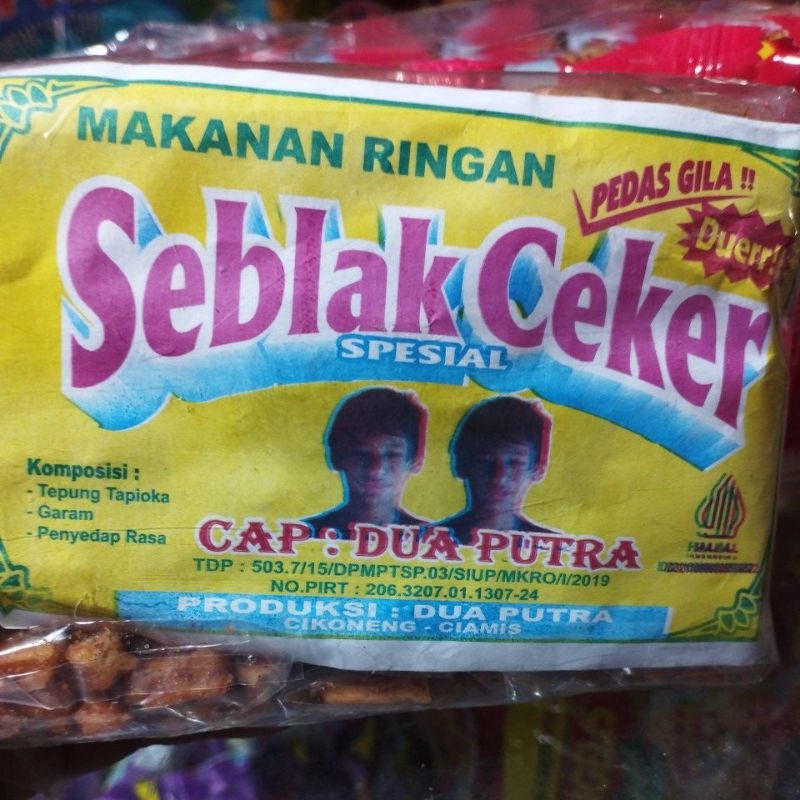 MAKANAN RINGAN
PEDAS GILA !!
Duerr!!
Seblak Ceker
SPESIAL
Komposisi :
- Tepung Tapioka
- Garam
- Penyedap Rasa
CAP : DUA PUTRA
TDP : 503.7/15/DPMPTSP.03/SIUP/MKRO/I/2019
NO.PIRT : 206.3207.01.1307-24
HALAL
INDONESIA
PRODUKSI : DUA PUTRA
CIKONENG - CIAMIS